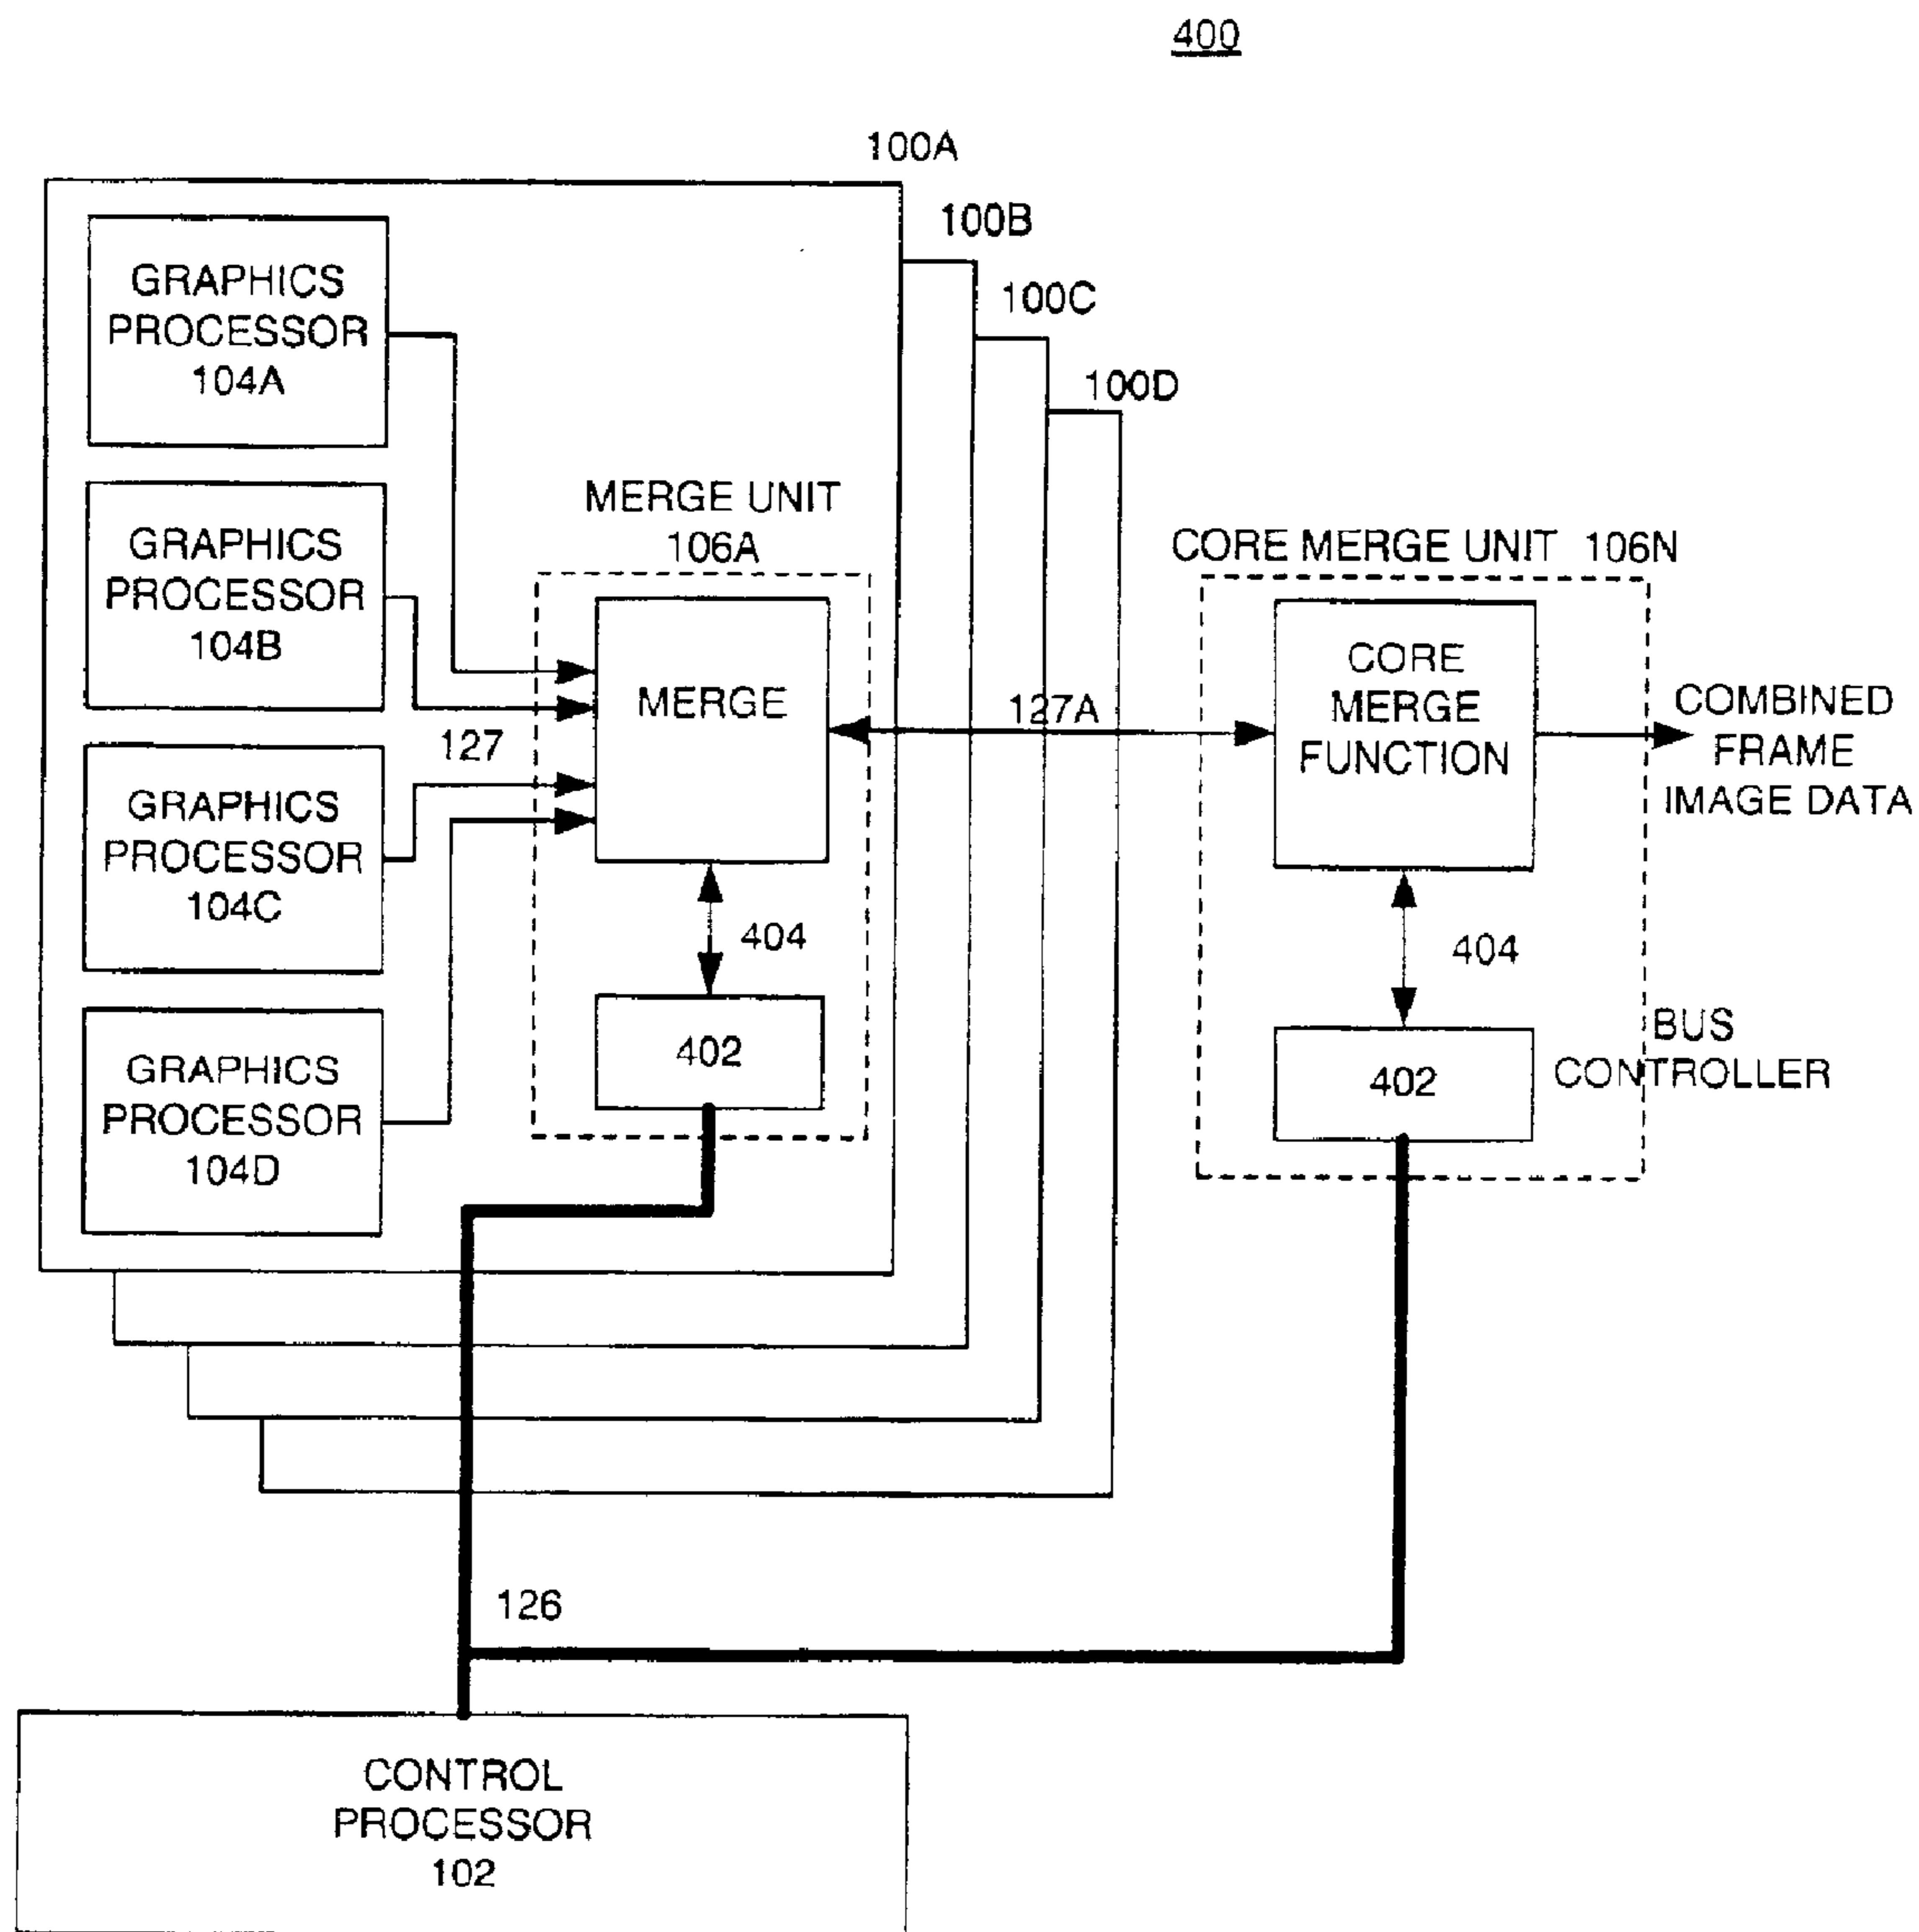 400
100A
100B
100C
100D
GRAPHICS
PROCESSOR
104A
GRAPHICS
PROCESSOR
104B
GRAPHICS
PROCESSOR
104C
GRAPHICS
PROCESSOR
104D
127
MERGE UNIT
106A
MERGE
404
402
127A
CORE MERGE UNIT 106N
CORE
MERGE
FUNCTION
404
402
BUS
CONTROLLER
COMBINED
FRAME
IMAGE DATA
126
CONTROL
PROCESSOR
102